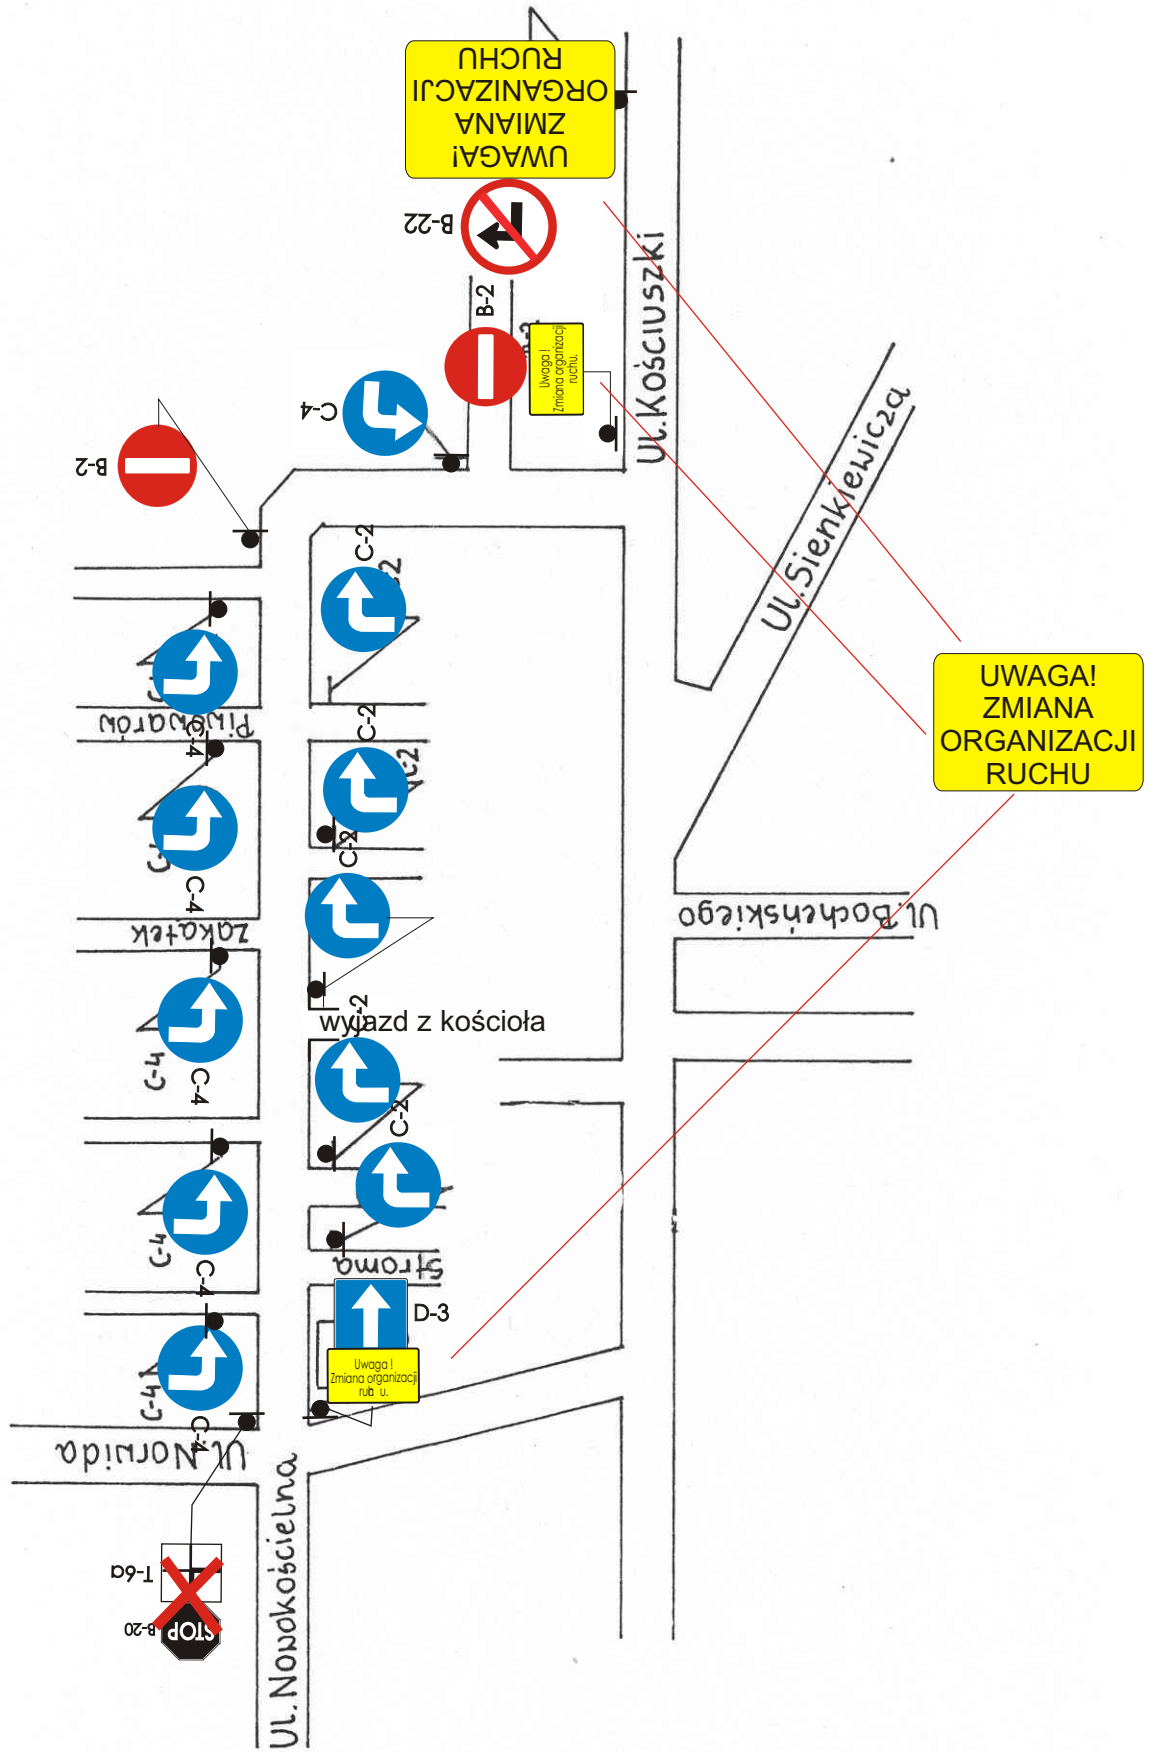 UWAGA!
ZMIANA
ORGANIZACJI
RUCHU
B-22
B-2
Uwaga !
Zmiana organizacji
ruchu.
Ul.Kościuszki
C-4
B-2
C-2
Ul.Sienkiewicza
UWAGA!
ZMIANA
ORGANIZACJI
RUCHU
Piwowarów
C-4
C-2
C-2
C-4
C-2
Zakątek
Ul.Bocheńskiego
wyjazd z kościoła
C-2
C-4
C-4
C-2
C-4
C-4
Stroma
D-3
Uwaga !
Zmiana organizacji
C-4
C-4
Ul.Norwida
Ul.Nowokościelna
T-6a
B-20
STOP